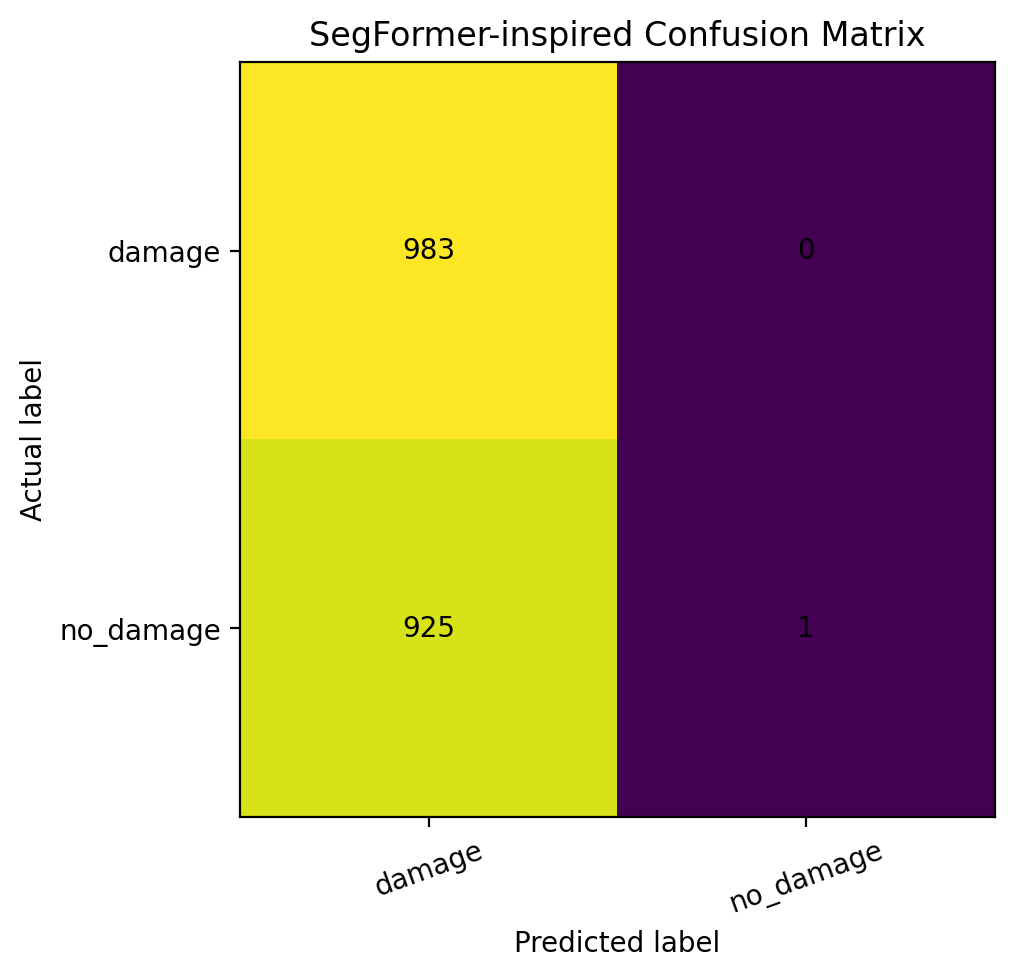 SegFormer-inspired Confusion Matrix
damage
983
0
Actual label
no_damage
925
1
damage
no_damage
Predicted label